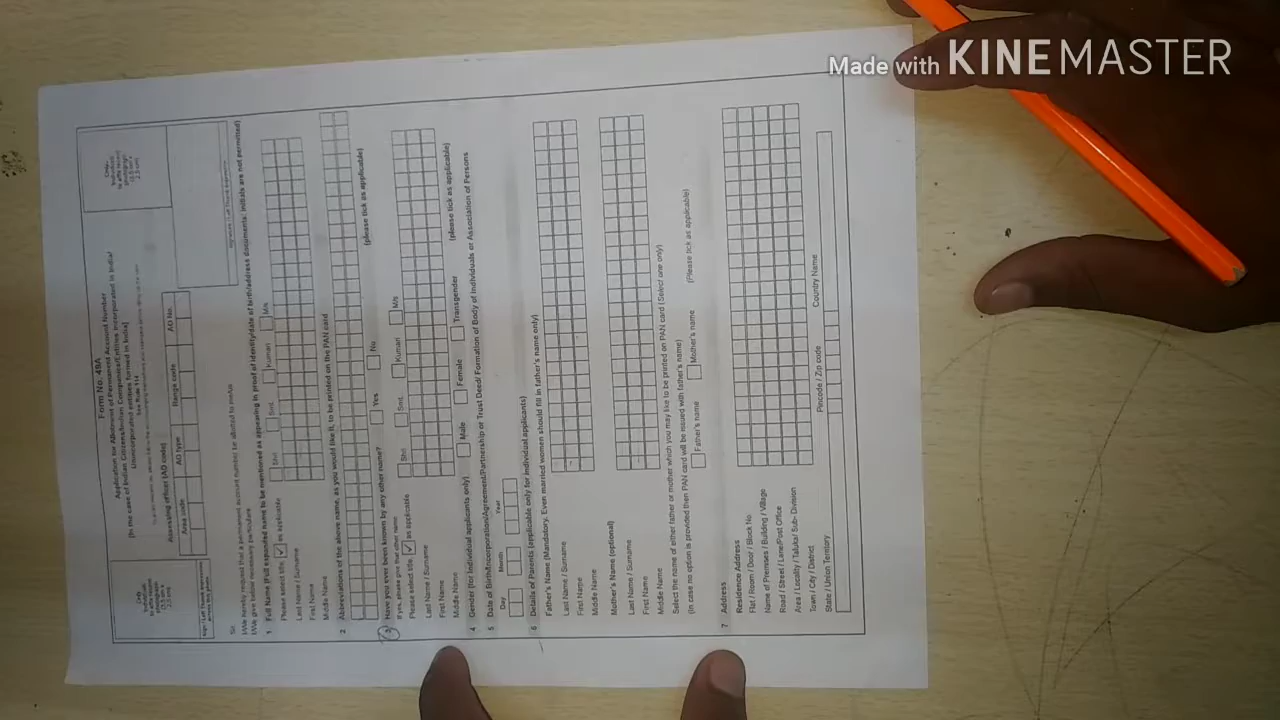 Made with KINEMASTER
Form No. 49A
Application for Allotment of Permanent Account Number
[In the case of Indian Citizens/Indian Companies/Entities incorporated in India/
Unincorporated entities formed in India]
See Rule 114
Assessing officer (AO code)
Area code
AO type
Range code
AO No.
Signature / Left Thumb Impression
Sir,
I/We hereby request that a permanent account number be allotted to me/us
I/We give below necessary particulars
1 Full Name (Full expanded name to be mentioned as appearing in proof of identity/date of birth/address documents: initials are not permitted)
Please select title ✓ as applicable Shri Smt. Kumari M/s
Last Name / Surname
First Name
Middle Name
2 Abbreviations of the above name, as you would like it, to be printed on the PAN card
3 Have you ever been known by any other name? Yes No (please tick as applicable)
If yes, please give that other name
Please select title ✓ as applicable Shri Smt. Kumari M/s
Last Name / Surname
First Name
Middle Name
4 Gender (for Individual applicants only) Male Female Transgender (please tick as applicable)
5 Date of Birth/Incorporation/Agreement/Partnership or Trust Deed/ Formation of Body of Individuals or Association of Persons
Day Month Year
6 Details of Parents (applicable only for individual applicants)
Father's Name (Mandatory. Even married women should fill in father's name only)
Last Name / Surname
First Name
Middle Name
Mother's Name (optional)
Last Name / Surname
First Name
Middle Name
Select the name of either father or mother which you may like to be printed on PAN card (Select one only)
(In case no option is provided then PAN card will be issued with father's name)
Father's name Mother's name (Please tick as applicable)
7 Address
Residence Address
Flat / Room / Door / Block No
Name of Premises / Building / Village
Road / Street / Lane/Post Office
Area / Locality / Taluka/ Sub- Division
Town / City / District
State / Union Territory Pincode / Zip code Country Name